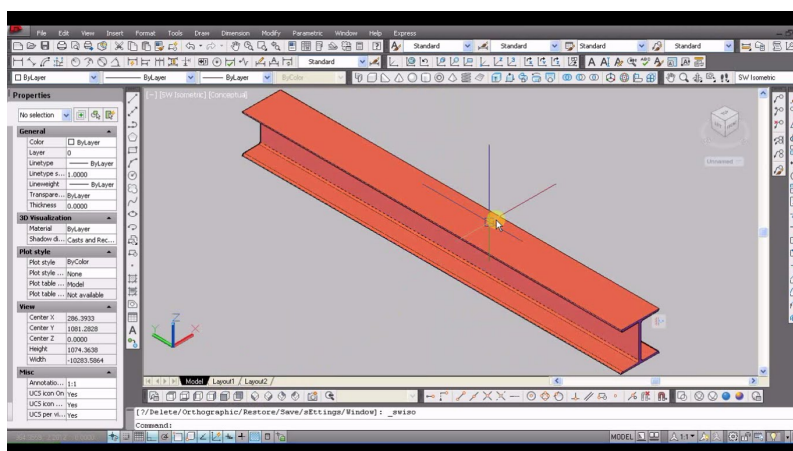 File Edit View Insert Format Tools Draw Dimension Modify Parametric Window Help Express
Standard Standard Standard Standard
Standard
ByLayer ByLayer ByLayer ByColor SW Isometric
Properties
[−] [SW Isometric] [Conceptual]
No selection
General
Color ByLayer
Layer 0
Linetype ByLayer
Linetype s... 1.0000
Lineweight ByLayer
Transpare... ByLayer
Thickness 0.0000
3D Visualization
Material ByLayer
Shadow di... Casts and Rec...
Plot style
Plot style ByColor
Plot style ... None
Plot table ... Model
Plot table ... Not available
View
Center X 286.3933
Center Y 1081.2828
Center Z 0.0000
Height 1074.3638
Width -10283.5864
Misc
Annotatio... 1:1
UCS icon On Yes
UCS icon ... Yes
UCS per vi... Yes
Unnamed
Z
Y X
Model Layout1 Layout2
[?/Delete/Orthographic/Restore/Save/sEttings/Window]: _swiso
Command:
MODEL 1:1